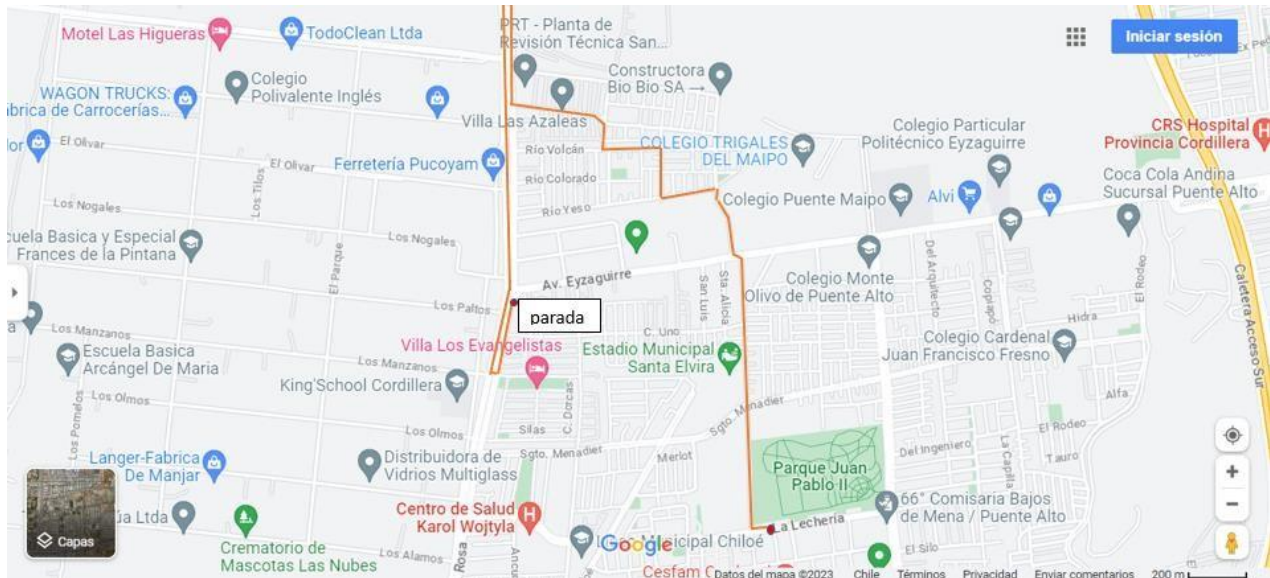 Motel Las Higueras
TodoClean Ltda
PRT - Planta de
Revisión Técnica San...
Iniciar sesión
Constructora
Bio Bio SA →
Colegio
Polivalente Inglés
WAGON TRUCKS:
brica de Carrocerías...
Villa Las Azaleas
Colegio Particular
Politécnico Eyzaguirre
CRS Hospital
Provincia Cordillera
El Olivar
El Olivar
Río Volcán
COLEGIO TRIGALES
DEL MAIPO
Ferretería Pucoyam
Río Colorado
Coca Cola Andina
Sucursal Puente Alto
Los Tilos
Colegio Puente Maipo
Alvi
Los Nogales
Río Yeso
Los Nogales
cuela Basica y Especial
Frances de la Pintana
El Parque
Av. Eyzaguirre
San Luis
Sta. Alicia
Colegio Monte
Olivo de Puente Alto
Del Arquitecto
Copiapó
El Rodeo
Caletera Acceso Sur
Los Paltos
parada
Hidra
Los Manzanos
C. Uno
Villa Los Evangelistas
Estadio Municipal
Santa Elvira
Colegio Cardenal
Juan Francisco Fresno
Escuela Basica
Arcángel De Maria
Los Manzanos
King'School Cordillera
Los Olmos
C. Dorcas
Sgto. Menadier
Alfa
Los Pomelos
Los Olmos
Silas
Sgto. Menadier
El Rodeo
Langer-Fabrica
De Manjar
Distribuidora de
Vidrios Multiglass
Merlot
Del Ingeniero
La Capilla
Tauro
Parque Juan
Pablo II
Capas
úa Ltda
Centro de Salud
Karol Wojtyla
66° Comisaria Bajos
de Mena / Puente Alto
La Lechería
Crematorio de
Mascotas Las Nubes
Los Alamos
Rosa
Google
Municipal Chiloé
El Silo
Cesfam
Datos del mapa ©2023 Chile Términos Privacidad Enviar comentarios 200 m